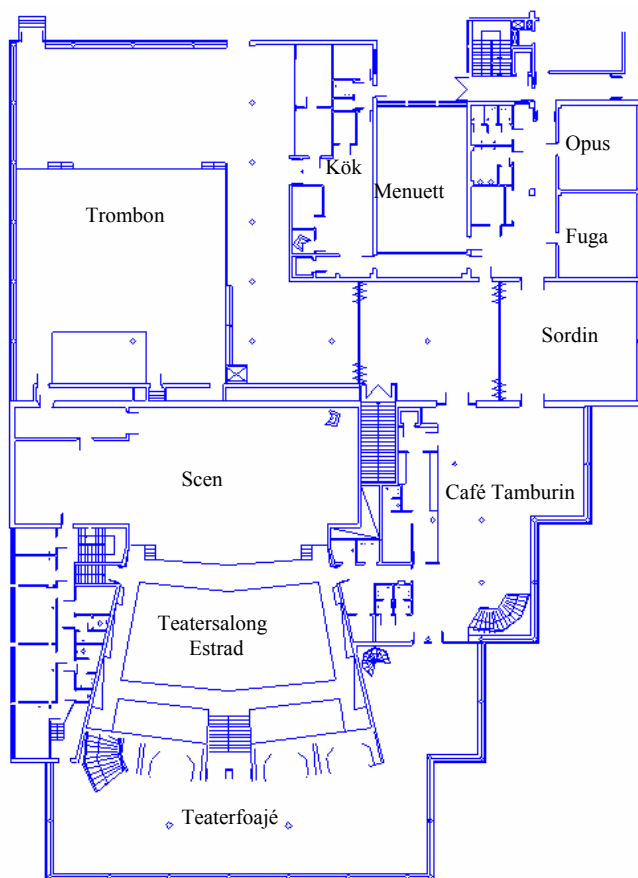 Opus
Kök
Menuett
Trombon
Fuga
Sordin
Scen
Café Tamburin
Teatersalong
Estrad
Teaterfoajé